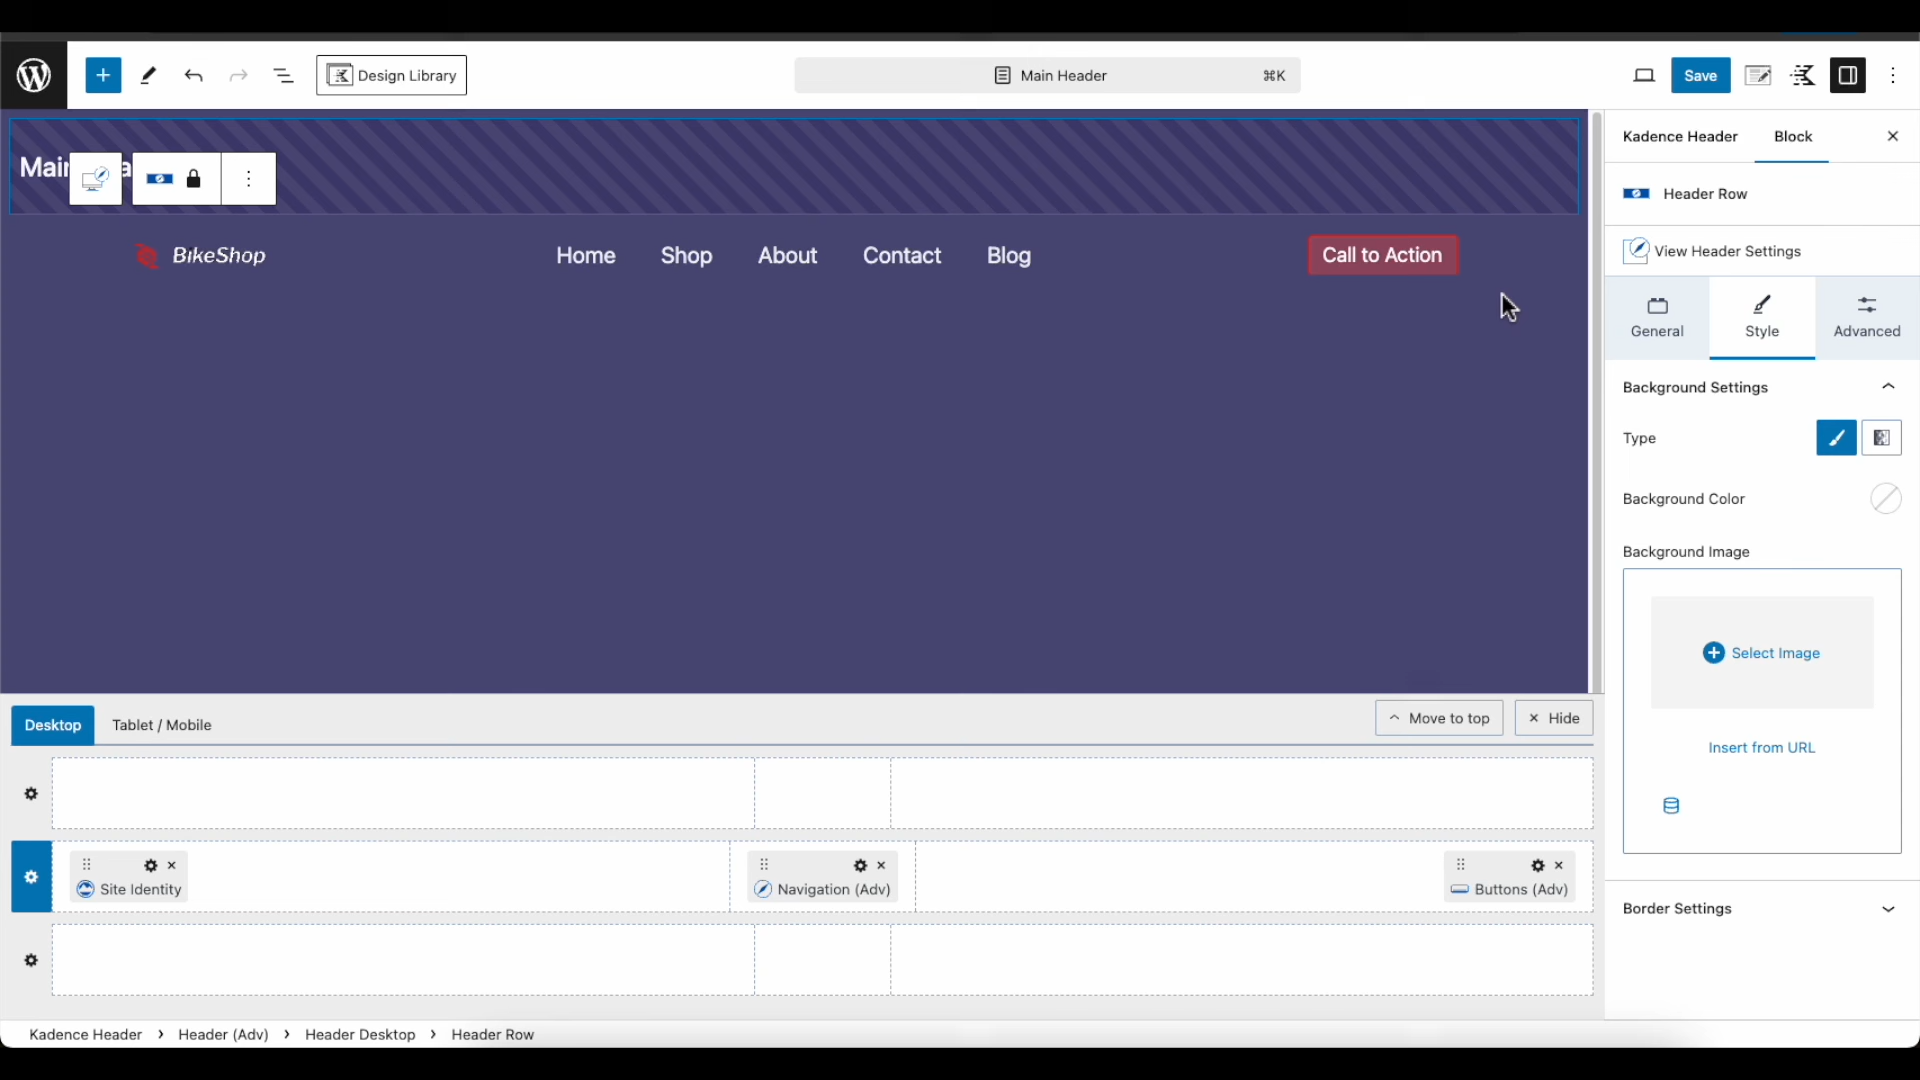 Design Library
Main Header
⌘K
Save
Kadence Header
Block
Header Row
View Header Settings
General
Style
Advanced
BikeShop
Home
Shop
About
Contact
Blog
Call to Action
Background Settings
Type
Background Color
Background Image
Select Image
Insert from URL
Border Settings
Desktop
Tablet / Mobile
Move to top
Hide
Site Identity
Navigation (Adv)
Buttons (Adv)
Kadence Header › Header (Adv) › Header Desktop › Header Row